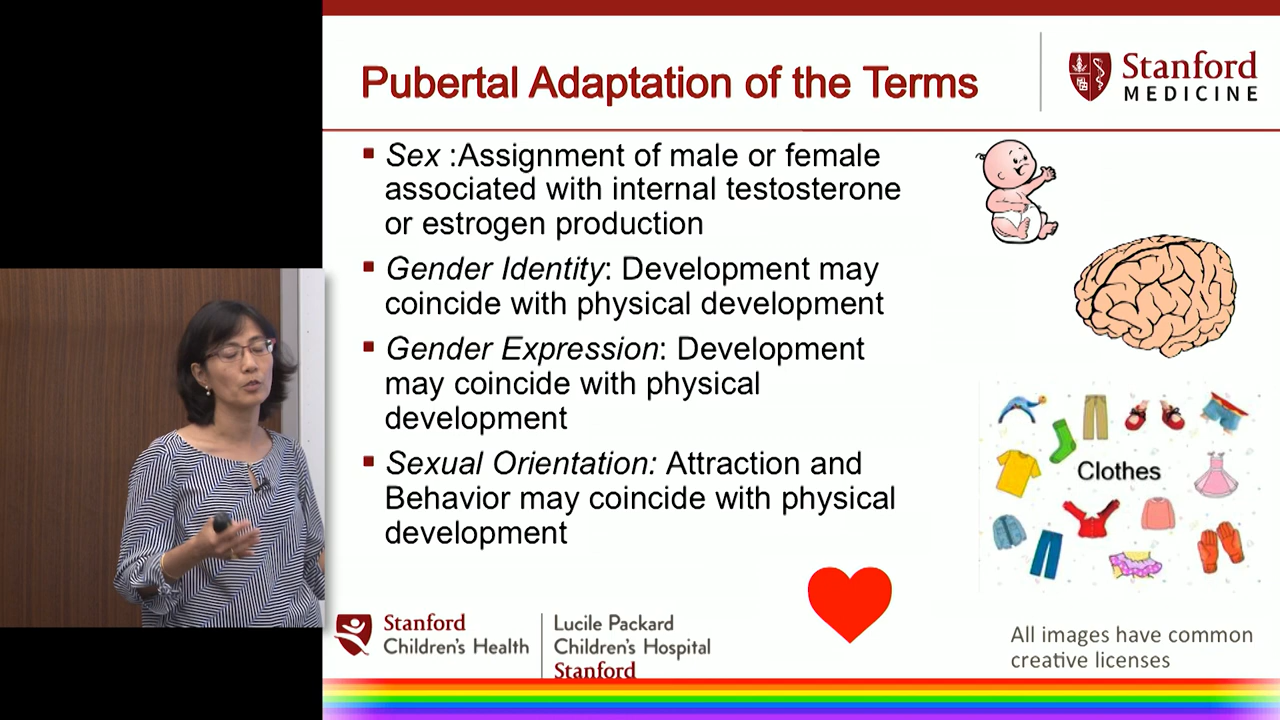 Pubertal Adaptation of the Terms
Stanford
MEDICINE
Sex :Assignment of male or female
associated with internal testosterone
or estrogen production
Gender Identity: Development may
coincide with physical development
Gender Expression: Development
may coincide with physical
development
Sexual Orientation: Attraction and
Behavior may coincide with physical
development
Clothes
All images have common
creative licenses
Stanford
Children's Health
Lucile Packard
Children's Hospital
Stanford